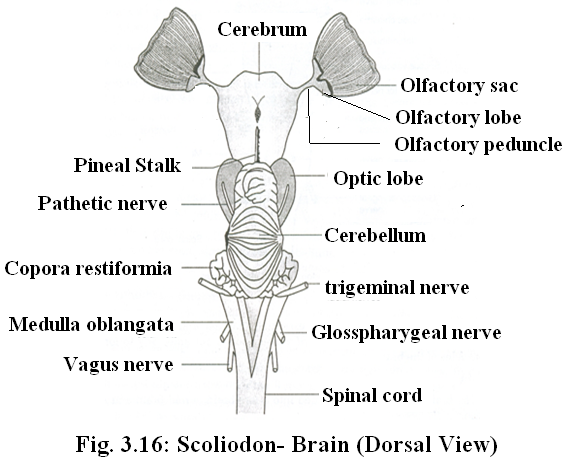 Cerebrum
Olfactory sac
Olfactory lobe
Olfactory peduncle
Pineal Stalk
Optic lobe
Pathetic nerve
Cerebellum
Copora restiformia
trigeminal nerve
Medulla oblangata
Glosspharygeal nerve
Vagus nerve
Spinal cord
Fig. 3.16: Scoliodon- Brain (Dorsal View)